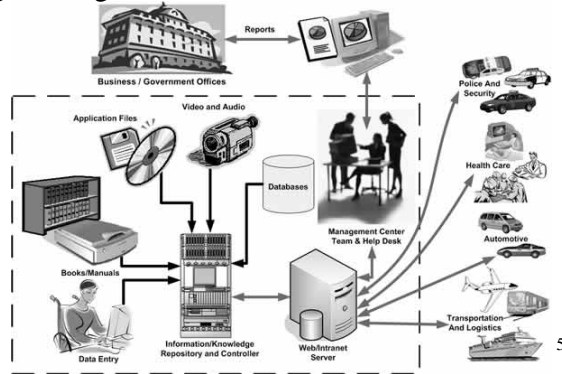 Reports
Business / Government Offices
Police And
Security
Video and Audio
Application Files
Health Care
Databases
Management Center
Team & Help Desk
Automotive
Books/Manuals
Transportation
And Logistics
Data Entry
Information/Knowledge
Repository and Controller
Web/Intranet
Server
5